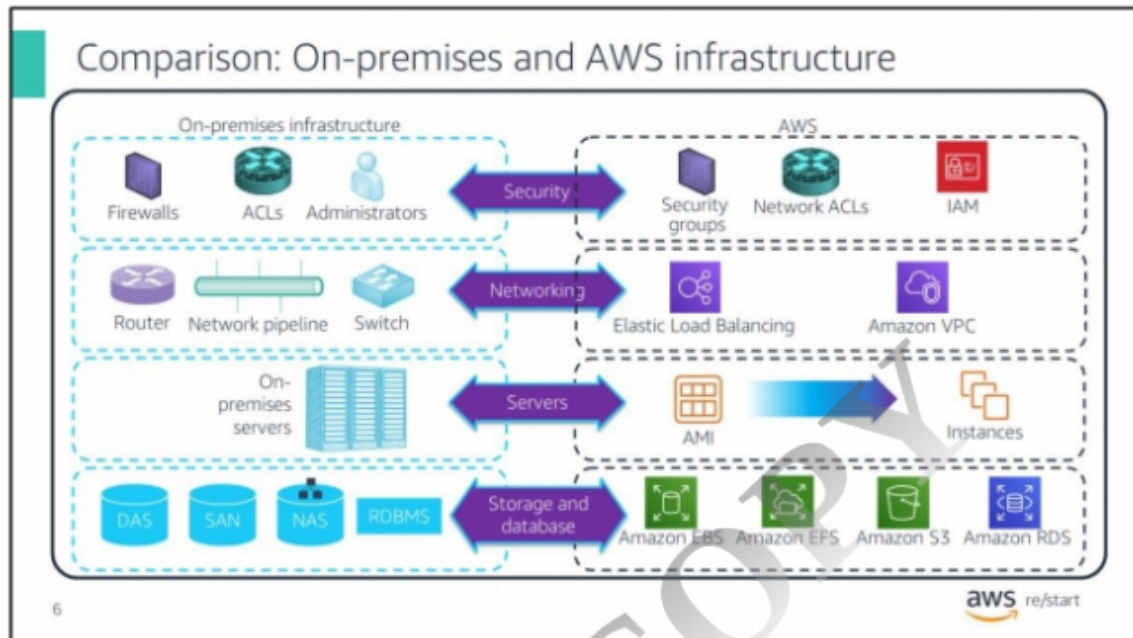 Comparison: On-premises and AWS infrastructure
On-premises infrastructure
AWS
Firewalls
ACLs
Administrators
Security
Security
groups
Network ACLs
IAM
Router
Network pipeline
Switch
Networking
Elastic Load Balancing
Amazon VPC
On-
premises
servers
Servers
AMI
Instances
DAS
SAN
NAS
RDBMS
Storage and
database
Amazon EBS
Amazon EFS
Amazon S3
Amazon RDS
6
aws re/start
COPY